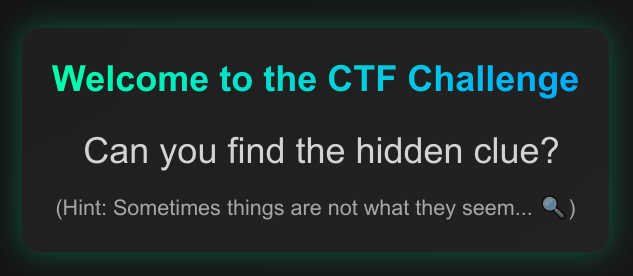 Welcome to the CTF Challenge
Can you find the hidden clue?
(Hint: Sometimes things are not what they seem... 🔍)